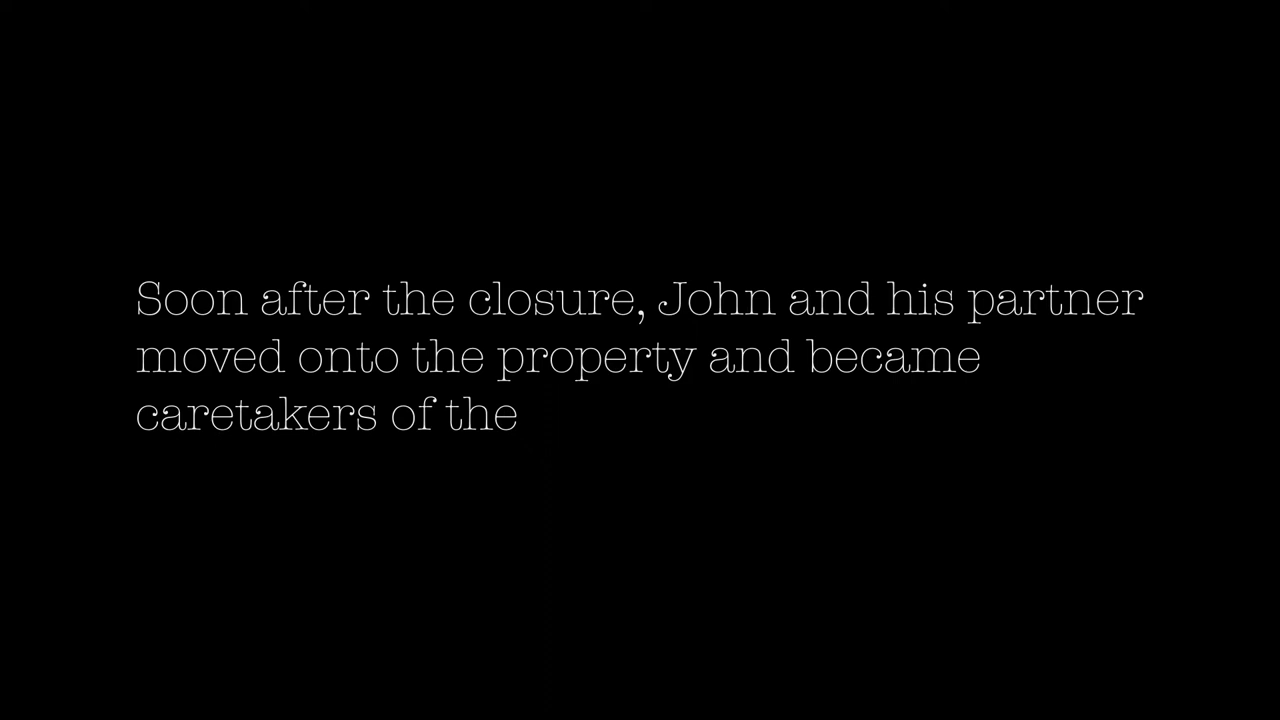 Soon after the closure, John and his partner
moved onto the property and became
caretakers of the